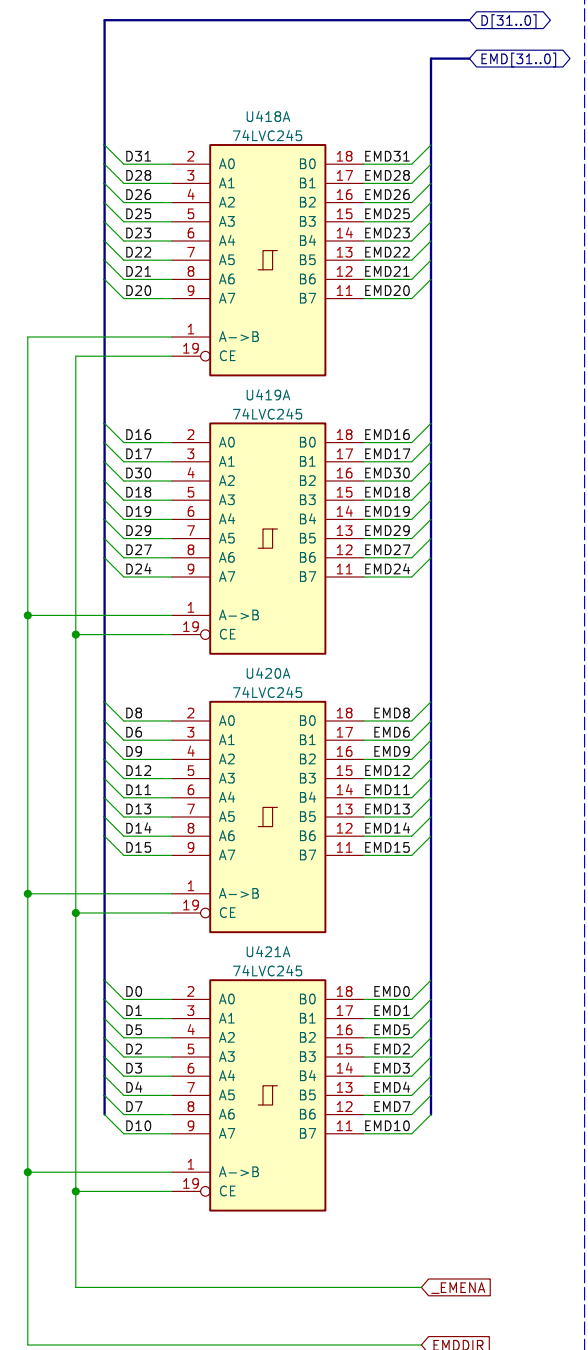 D[31..0]
EMD[31..0]
U418A
74LVC245
D31 2 A0 B0 18 EMD31
D28 3 A1 B1 17 EMD28
D26 4 A2 B2 16 EMD26
D25 5 A3 B3 15 EMD25
D23 6 A4 B4 14 EMD23
D22 7 A5 B5 13 EMD22
D21 8 A6 B6 12 EMD21
D20 9 A7 B7 11 EMD20
1 A->B
19 CE
U419A
74LVC245
D16 2 A0 B0 18 EMD16
D17 3 A1 B1 17 EMD17
D30 4 A2 B2 16 EMD30
D18 5 A3 B3 15 EMD18
D19 6 A4 B4 14 EMD19
D29 7 A5 B5 13 EMD29
D27 8 A6 B6 12 EMD27
D24 9 A7 B7 11 EMD24
1 A->B
19 CE
U420A
74LVC245
D8 2 A0 B0 18 EMD8
D6 3 A1 B1 17 EMD6
D9 4 A2 B2 16 EMD9
D12 5 A3 B3 15 EMD12
D11 6 A4 B4 14 EMD11
D13 7 A5 B5 13 EMD13
D14 8 A6 B6 12 EMD14
D15 9 A7 B7 11 EMD15
1 A->B
19 CE
U421A
74LVC245
D0 2 A0 B0 18 EMD0
D1 3 A1 B1 17 EMD1
D5 4 A2 B2 16 EMD5
D2 5 A3 B3 15 EMD2
D3 6 A4 B4 14 EMD3
D4 7 A5 B5 13 EMD4
D7 8 A6 B6 12 EMD7
D10 9 A7 B7 11 EMD10
1 A->B
19 CE
_EMENA
EMDDIR